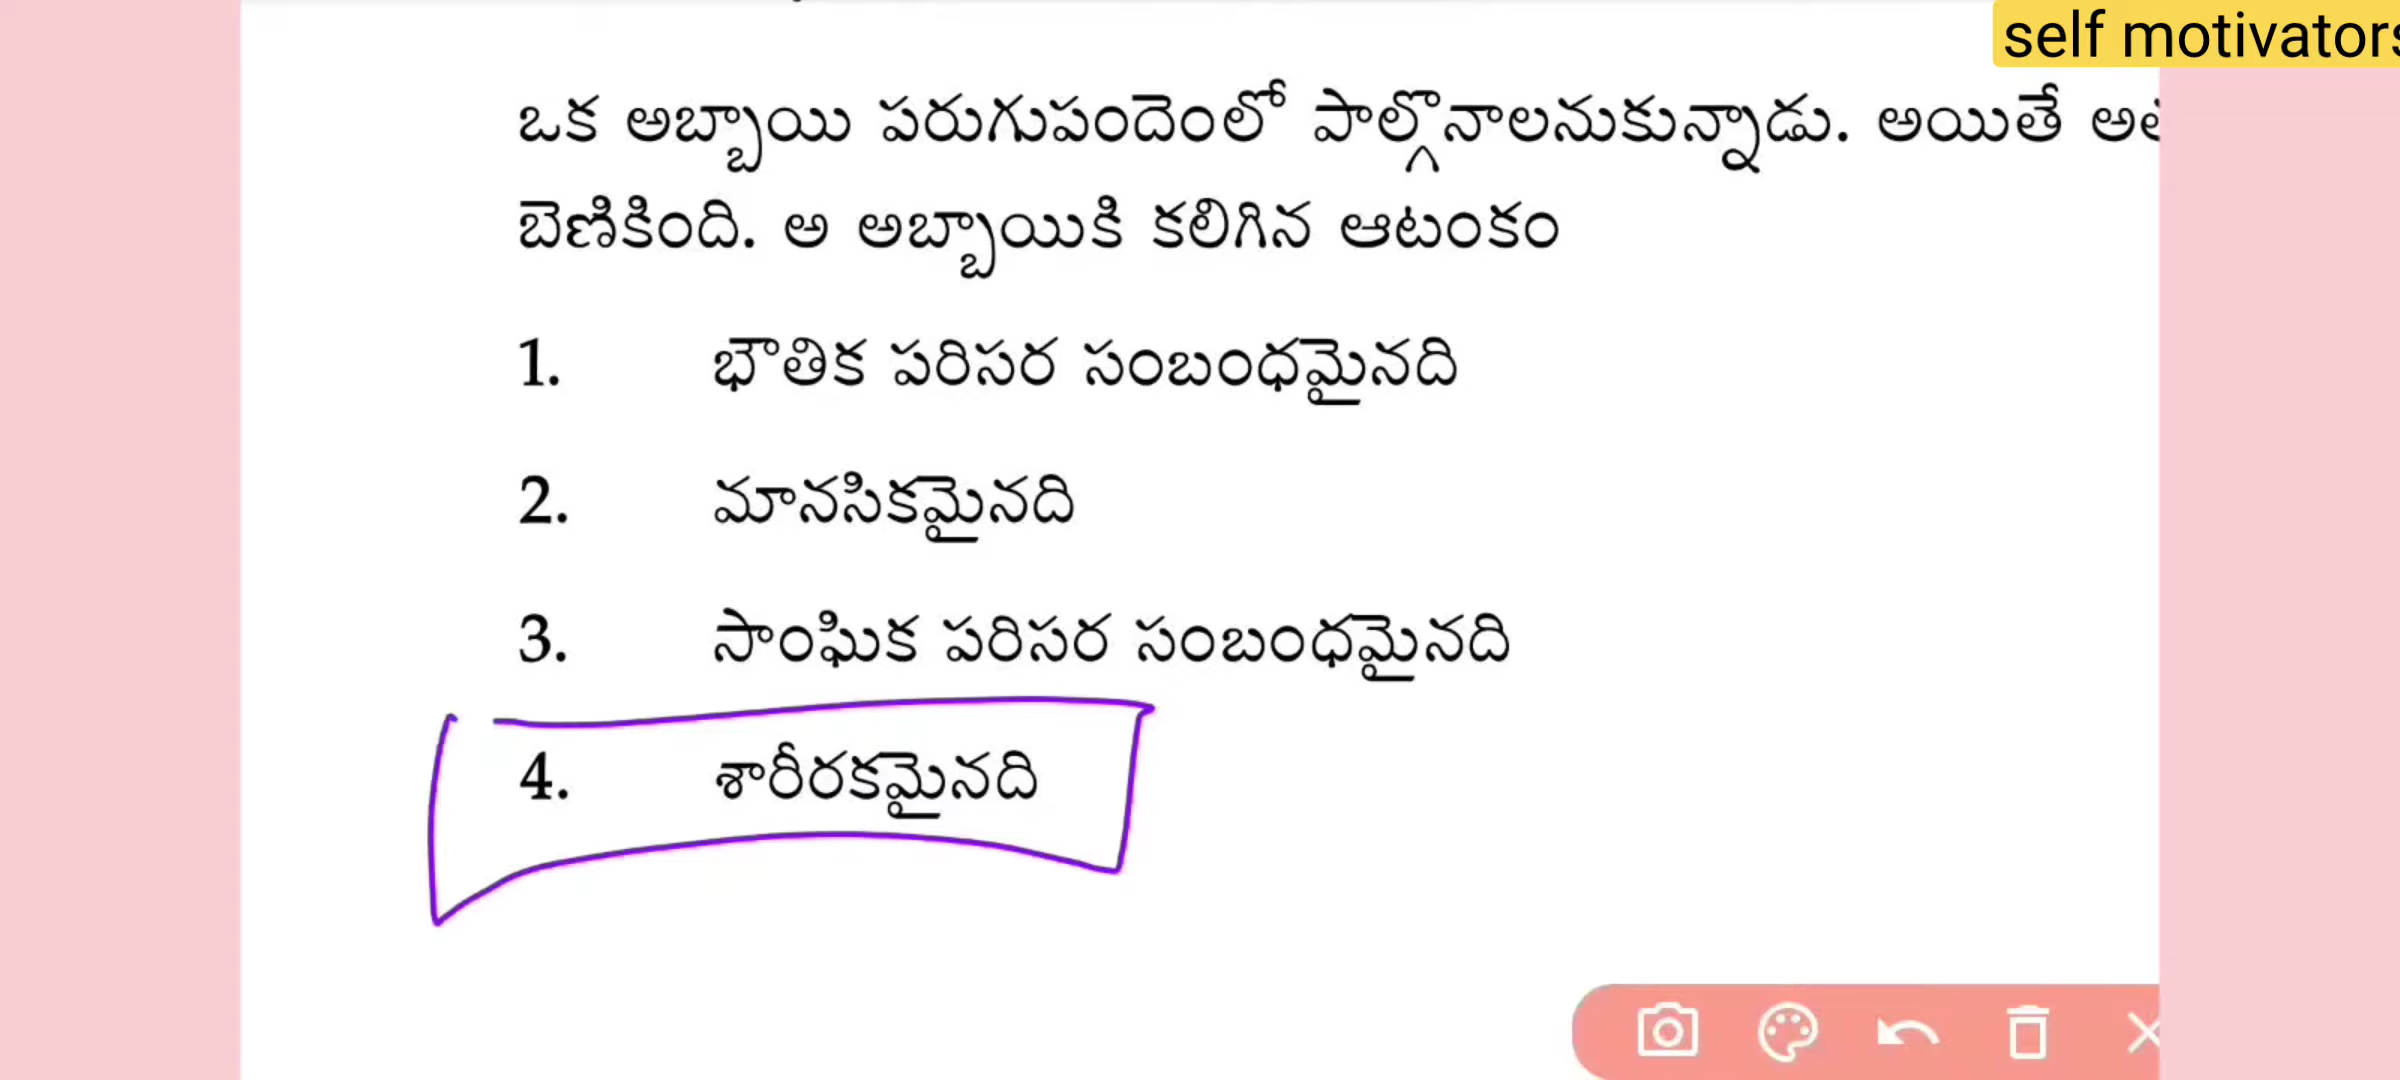 self motivators
ఒక అబ్బాయి పరుగుపందెంలో పాల్గొనాలనుకున్నాడు. అయితే
బెణికింది. అ అబ్బాయికి కలిగిన ఆటంకం
1. భౌతిక పరిసర సంబంధమైనది
2. మానసికమైనది
3. సాంఘిక పరిసర సంబంధమైనది
4. శారీరకమైనది